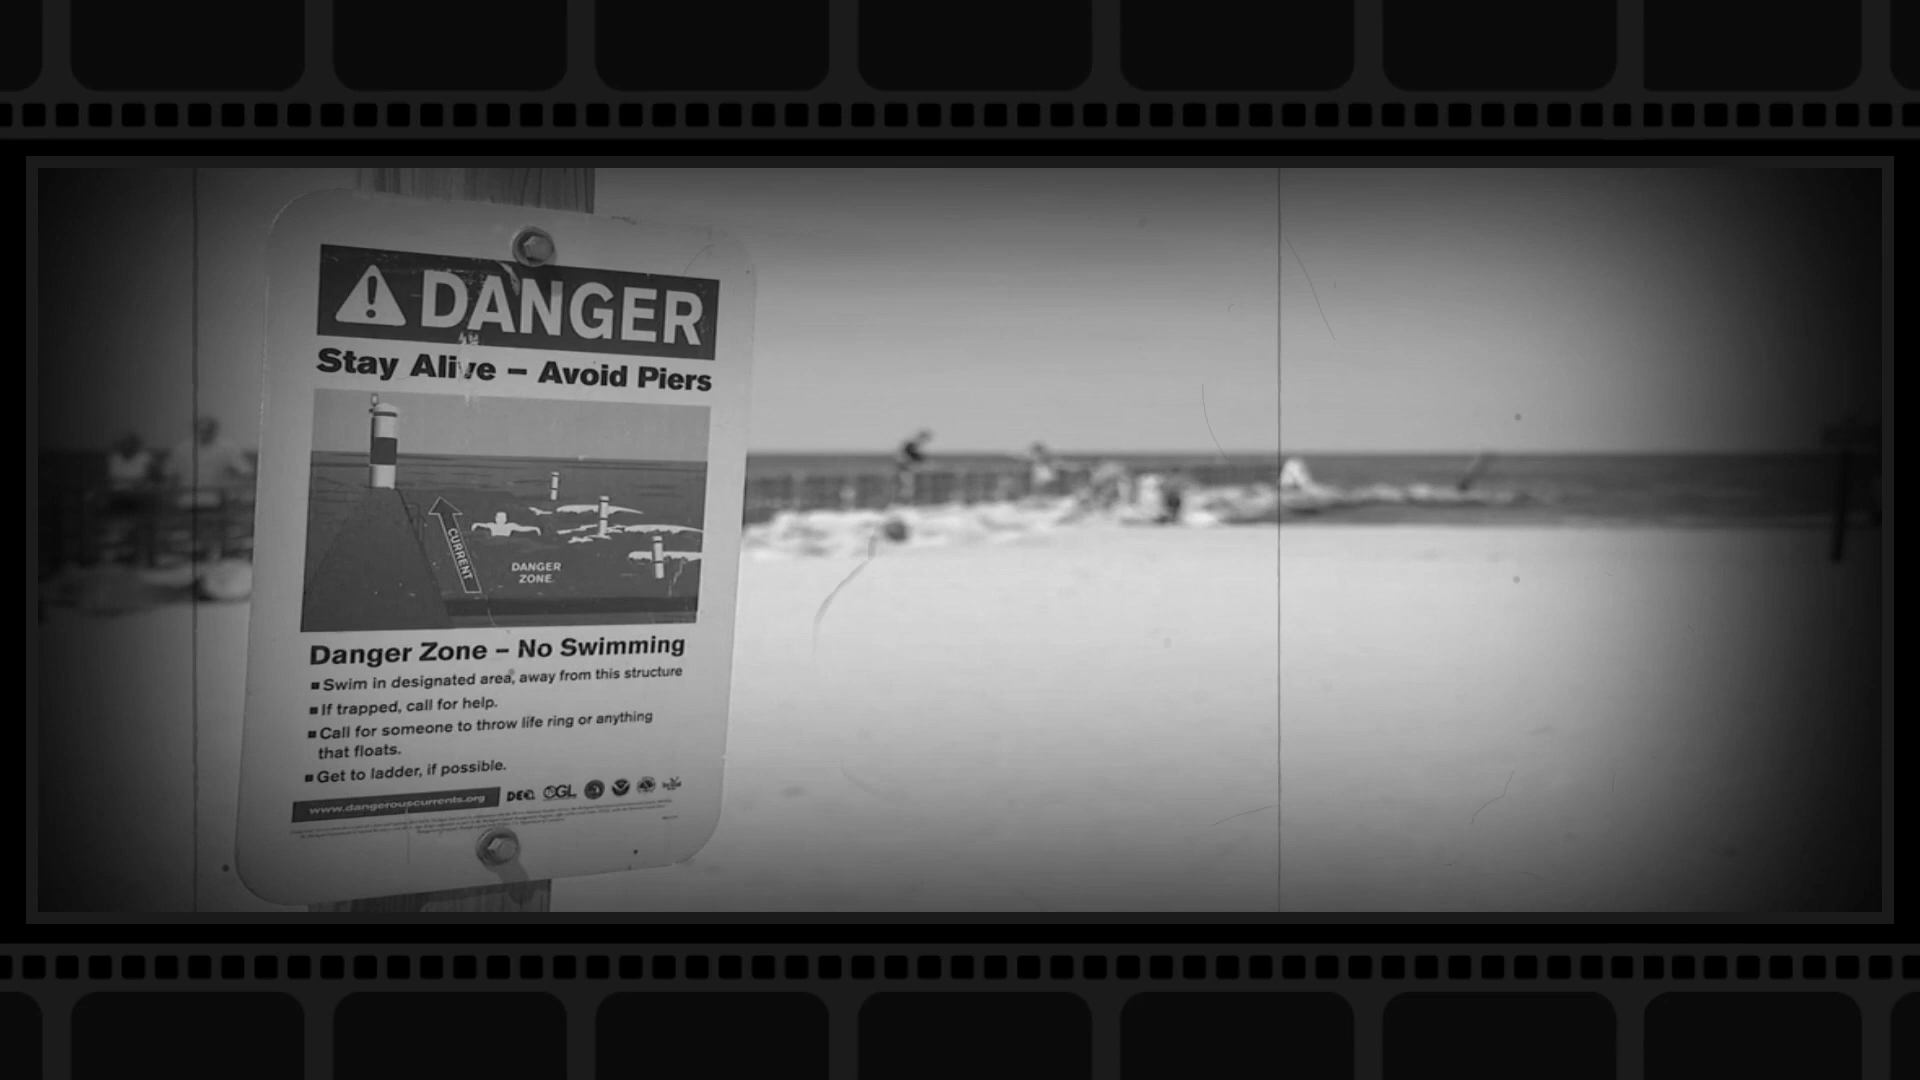 DANGER
Stay Alive – Avoid Piers
CURRENT
DANGER
ZONE
Danger Zone – No Swimming
▪ Swim in designated area, away from this structure
▪ If trapped, call for help.
▪ Call for someone to throw life ring or anything
that floats.
▪ Get to ladder, if possible.
www.dangerouscurrents.org